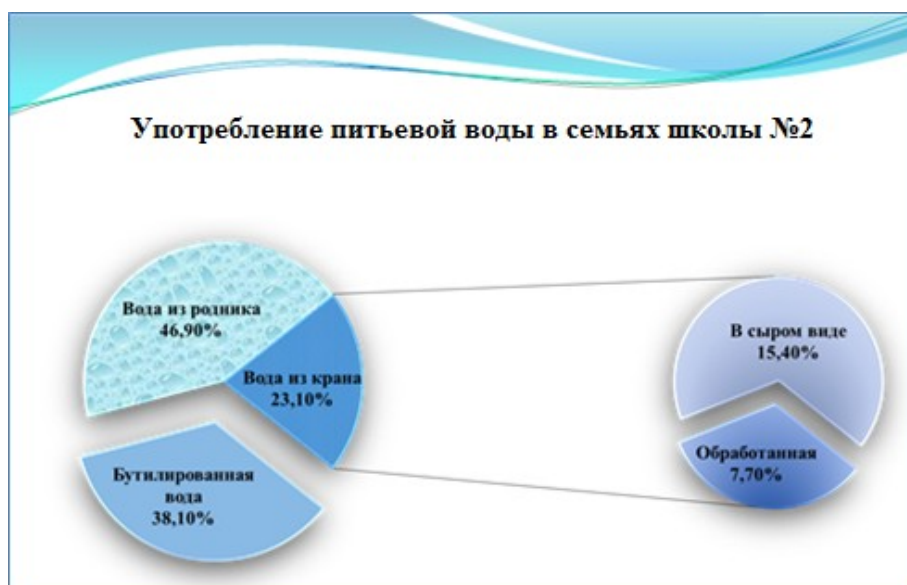 Употребление питьевой воды в семьях школы №2
Вода из родника
46,90%
Вода из крана
23,10%
Бутилированная
вода
38,10%
В сыром виде
15,40%
Обработанная
7,70%